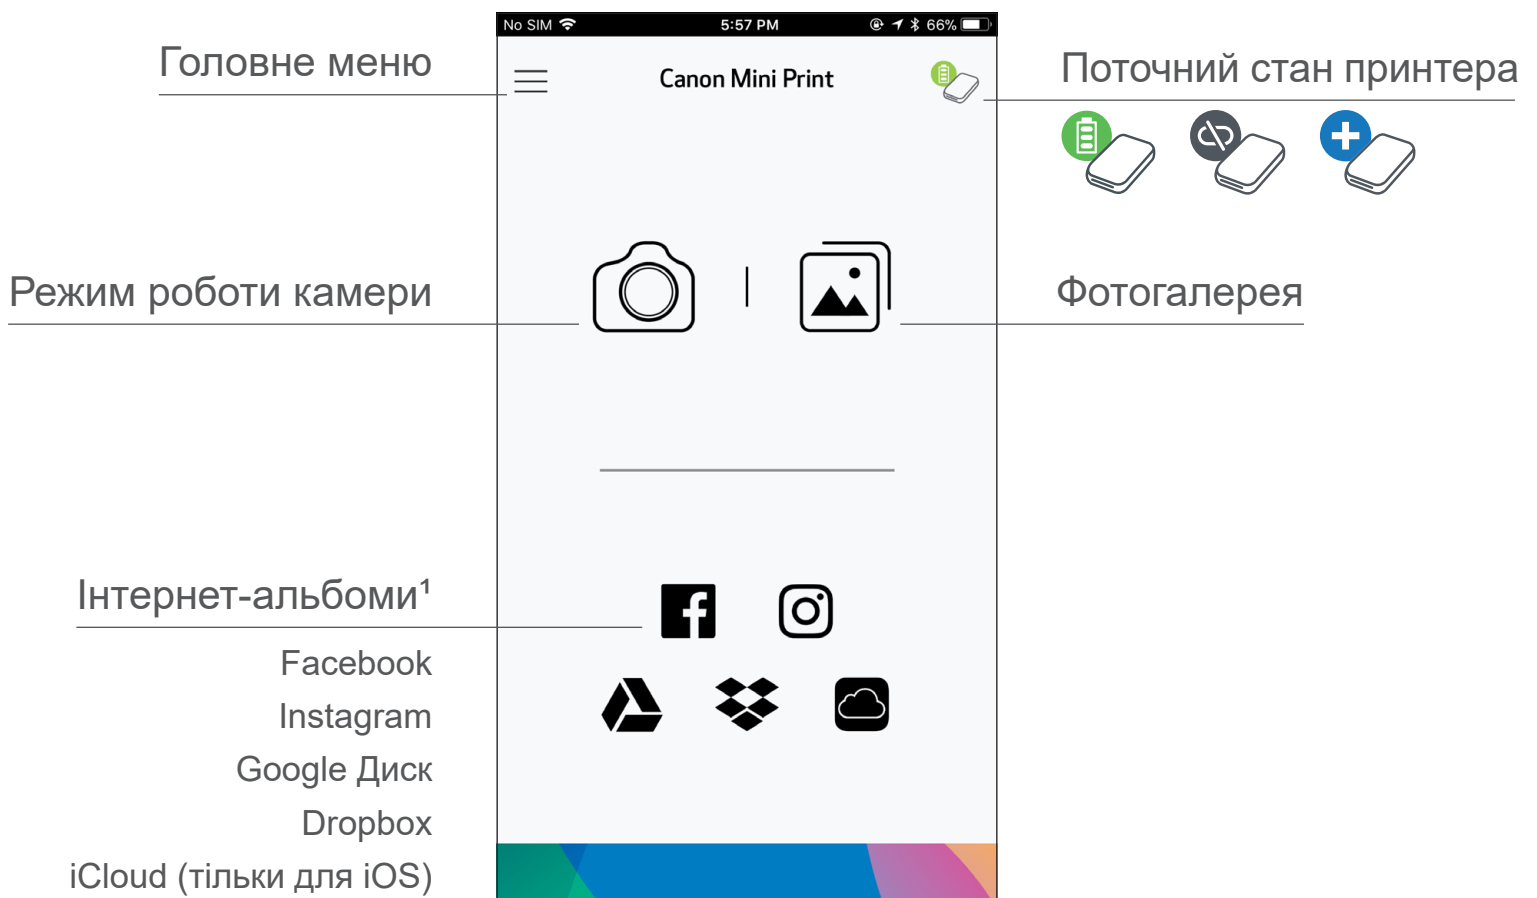 No SIM 5:57 PM 66%
Головне меню
Canon Mini Print
Поточний стан принтера
Режим роботи камери
Фотогалерея
Інтернет-альбоми¹
Facebook
Instagram
Google Диск
Dropbox
iCloud (тільки для iOS)